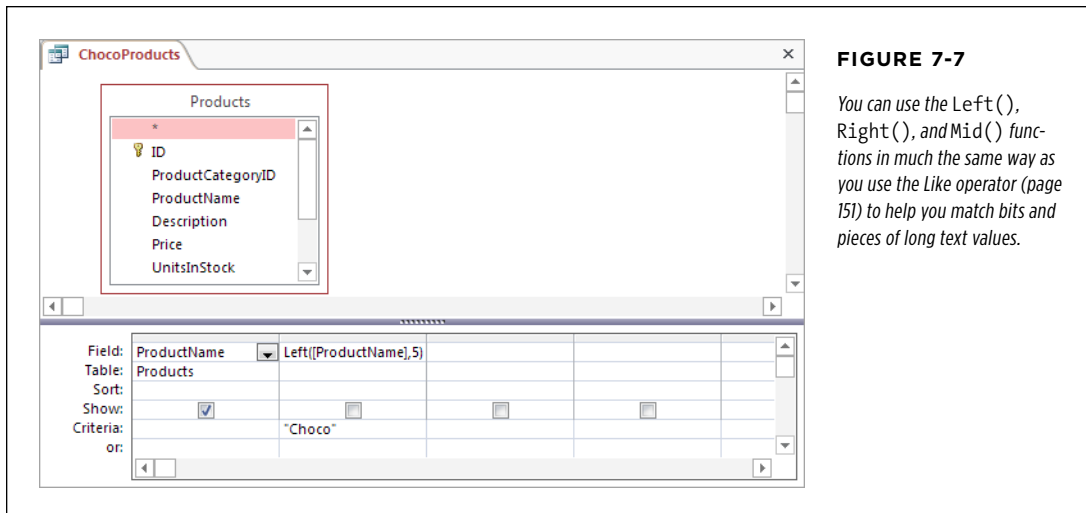 ChocoProducts
Products
*
ID
ProductCategoryID
ProductName
Description
Price
UnitsInStock
Field: ProductName Left([ProductName],5)
Table: Products
Sort:
Show:
Criteria: "Choco"
or:
FIGURE 7-7
You can use the Left(),
Right(), and Mid() func-
tions in much the same way as
you use the Like operator (page
151) to help you match bits and
pieces of long text values.